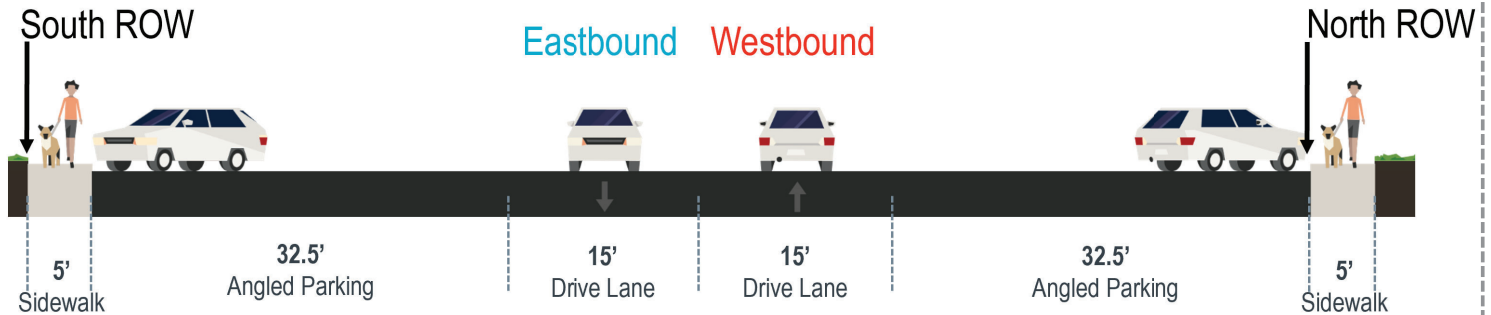 South ROW
Eastbound
Westbound
North ROW
5’
Sidewalk
32.5’
Angled Parking
15’
Drive Lane
15’
Drive Lane
32.5’
Angled Parking
5’
Sidewalk